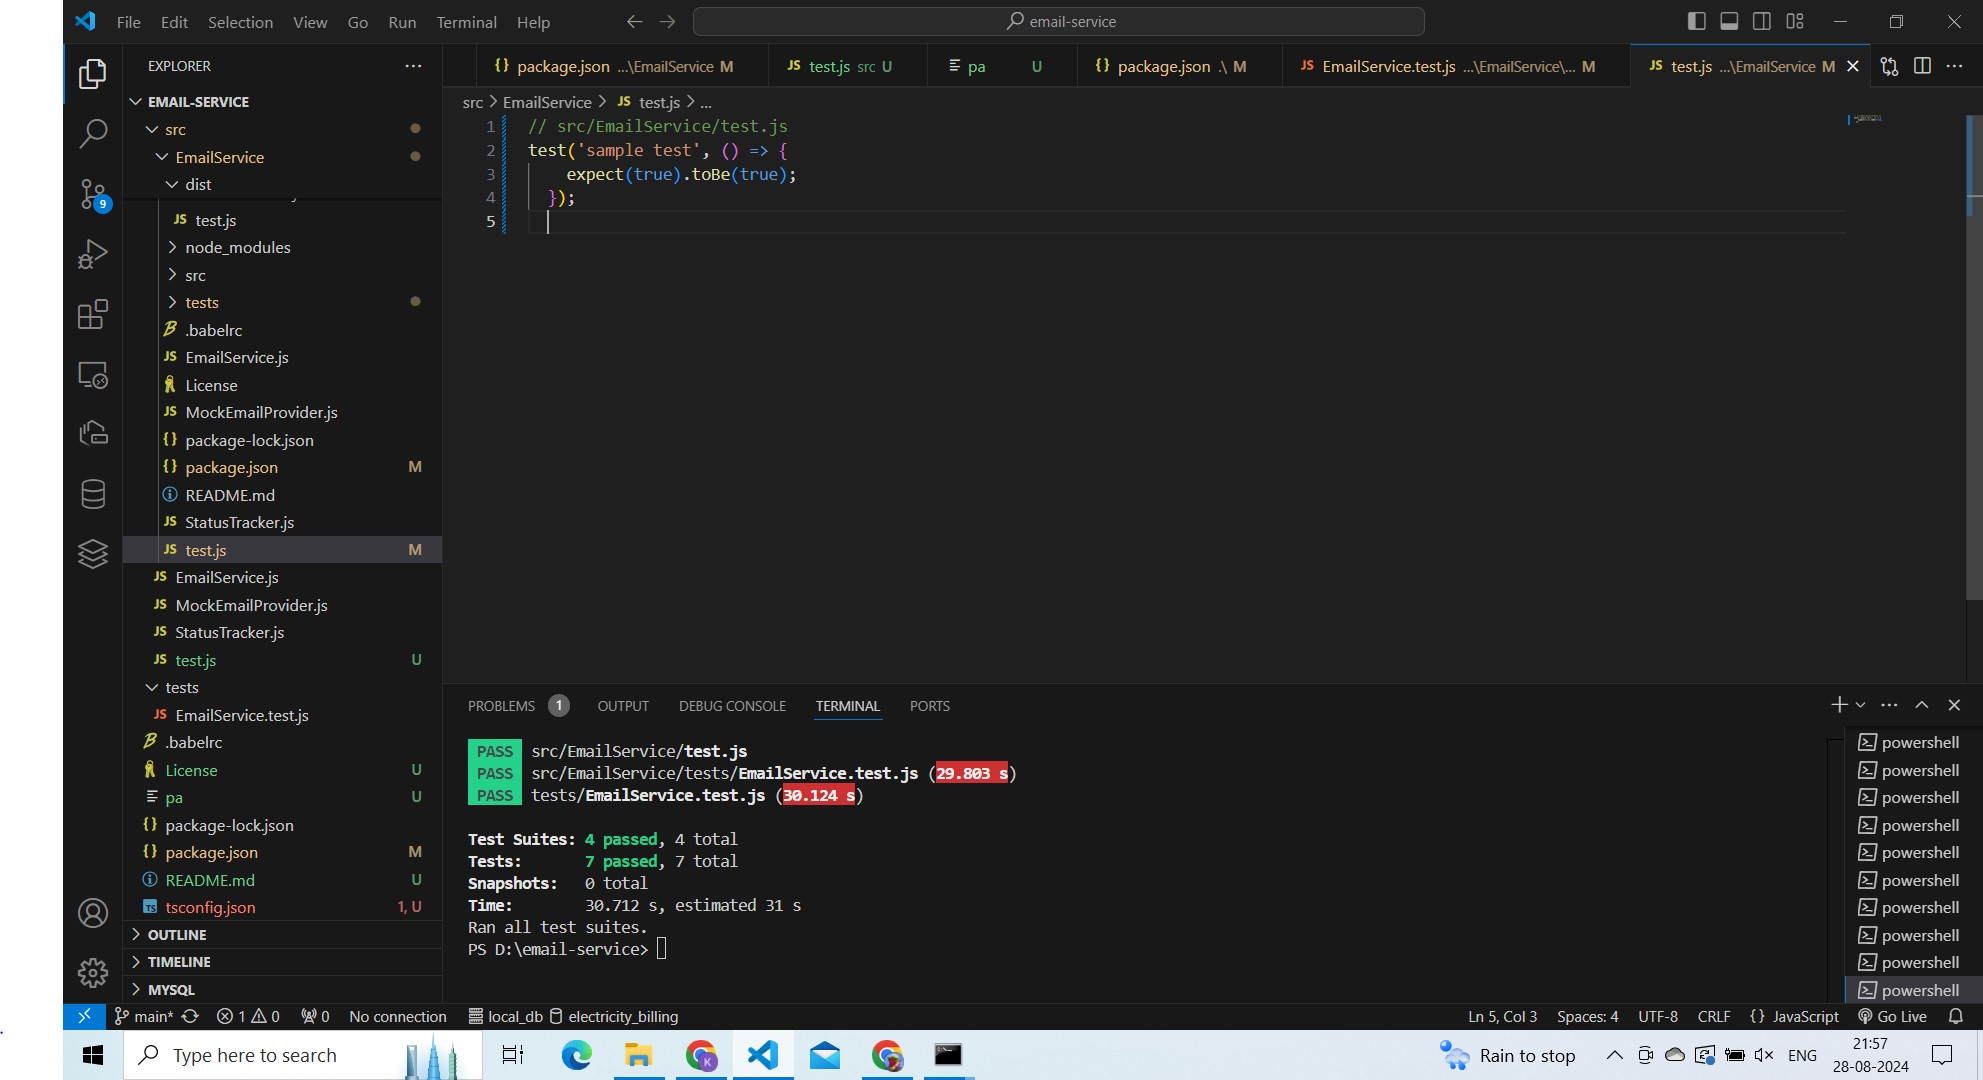 File Edit Selection View Go Run Terminal Help
email-service
EXPLORER
package.json ...\EmailService M
test.js src U
pa U
package.json .\ M
EmailService.test.js ...\EmailService\... M
test.js ...\EmailService M
EMAIL-SERVICE
src
EmailService
dist
test.js
node_modules
src
tests
.babelrc
EmailService.js
License
MockEmailProvider.js
package-lock.json
package.json M
README.md
StatusTracker.js
test.js M
EmailService.js
MockEmailProvider.js
StatusTracker.js
test.js U
tests
EmailService.test.js
.babelrc
License U
pa U
package-lock.json
package.json M
README.md U
tsconfig.json 1, U
OUTLINE
TIMELINE
MYSQL
9
src > EmailService > JS test.js > ...
1 // src/EmailService/test.js
2 test('sample test', () => {
3 expect(true).toBe(true);
4 });
5
PROBLEMS 1 OUTPUT DEBUG CONSOLE TERMINAL PORTS
PASS src/EmailService/test.js
PASS src/EmailService/tests/EmailService.test.js (29.803 s)
PASS tests/EmailService.test.js (30.124 s)
Test Suites: 4 passed, 4 total
Tests: 7 passed, 7 total
Snapshots: 0 total
Time: 30.712 s, estimated 31 s
Ran all test suites.
PS D:\email-service>
powershell
powershell
powershell
powershell
powershell
powershell
powershell
powershell
powershell
powershell
main* 1 0 0 No connection local_db electricity_billing
Ln 5, Col 3 Spaces: 4 UTF-8 CRLF {} JavaScript Go Live
Type here to search
Rain to stop
ENG
21:57
28-08-2024